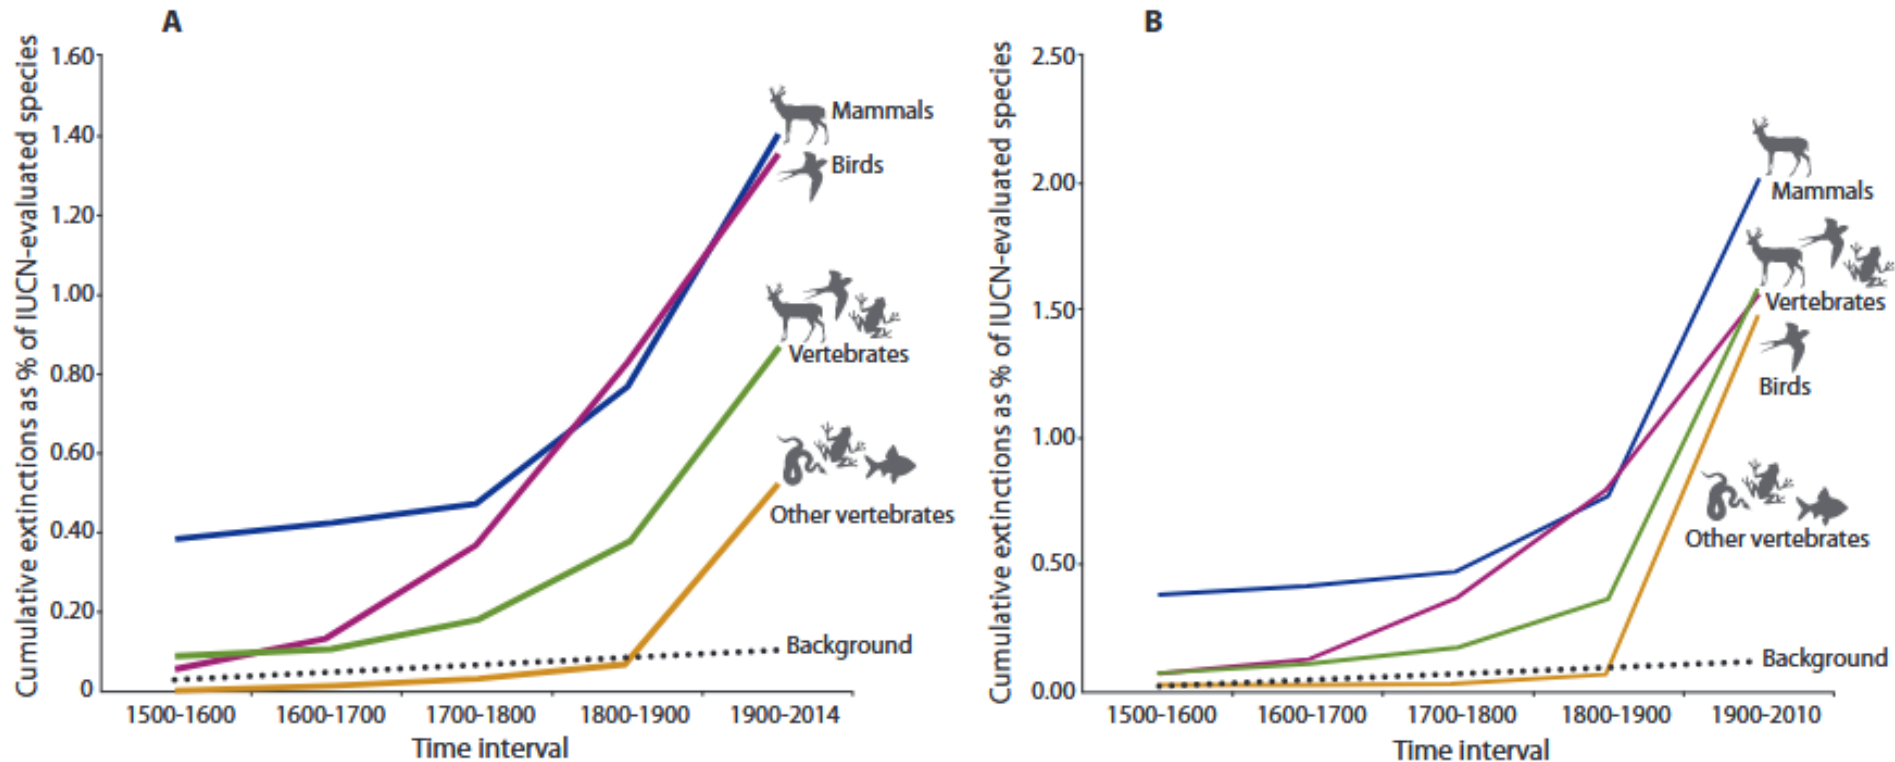 A
Cumulative extinctions as % of IUCN-evaluated species
1.60
1.40
1.20
1.00
0.80
0.60
0.40
0.20
0
Mammals
Birds
Vertebrates
Other vertebrates
Background
1500-1600 1600-1700 1700-1800 1800-1900 1900-2014
Time interval
B
Cumulative extinctions as % of IUCN-evaluated species
2.50
2.00
1.50
1.00
0.50
0.00
Mammals
Vertebrates
Birds
Other vertebrates
Background
1500-1600 1600-1700 1700-1800 1800-1900 1900-2010
Time interval